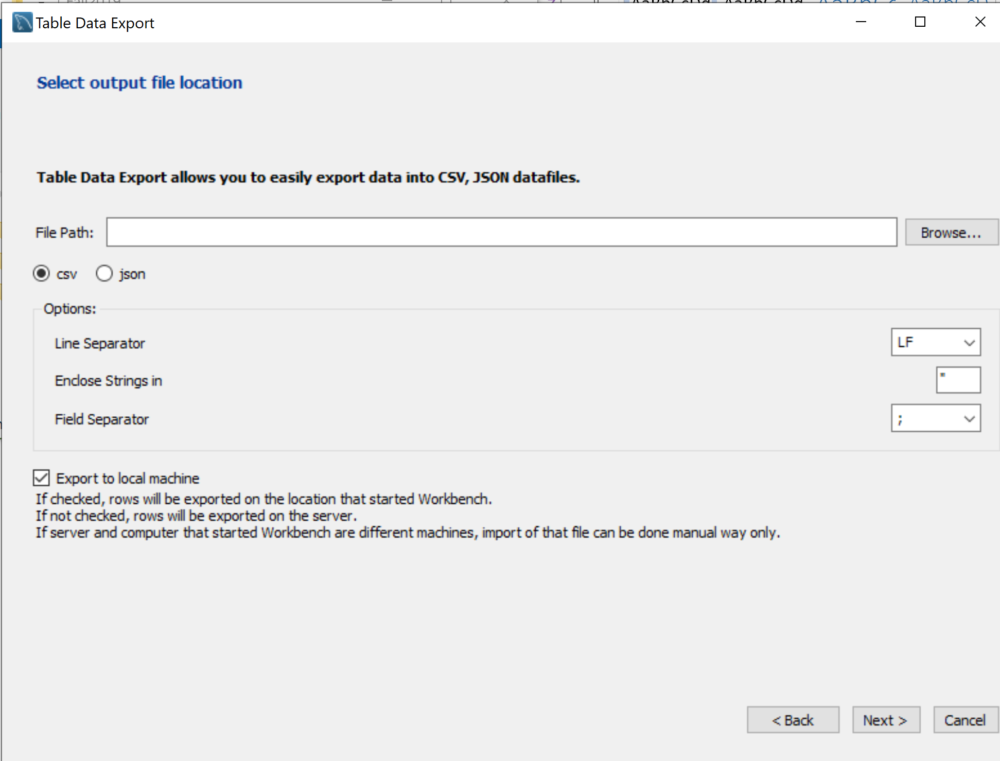 Table Data Export
Select output file location
Table Data Export allows you to easily export data into CSV, JSON datafiles.
File Path:
Browse...
csv json
Options:
Line Separator LF
Enclose Strings in "
Field Separator ;
Export to local machine
If checked, rows will be exported on the location that started Workbench.
If not checked, rows will be exported on the server.
If server and computer that started Workbench are different machines, import of that file can be done manual way only.
< Back Next > Cancel